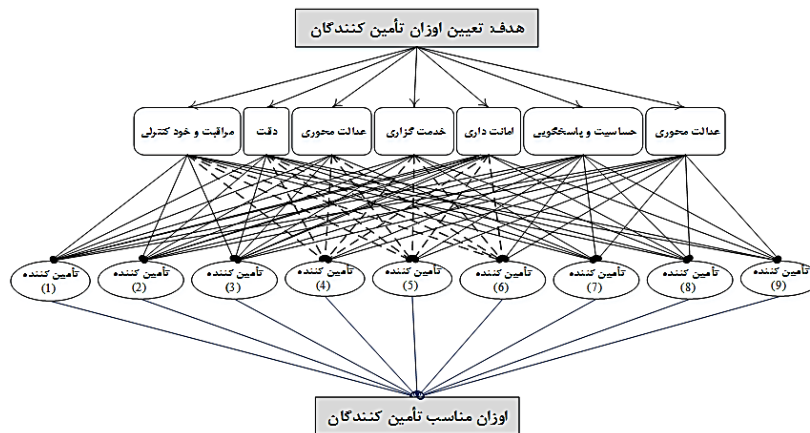 هدف: تعیین اوزان تأمین کنندگان
عدالت محوری
حساسیت و پاسخگویی
امانت داری
خدمت گزاری
عدالت محوری
دقت
مراقبت و خود کنترلی
تأمین کننده
(1)
تأمین کننده
(2)
تأمین کننده
(3)
تأمین کننده
(4)
تأمین کننده
(5)
تأمین کننده
(6)
تأمین کننده
(7)
تأمین کننده
(8)
تأمین کننده
(9)
اوزان مناسب تأمین کنندگان